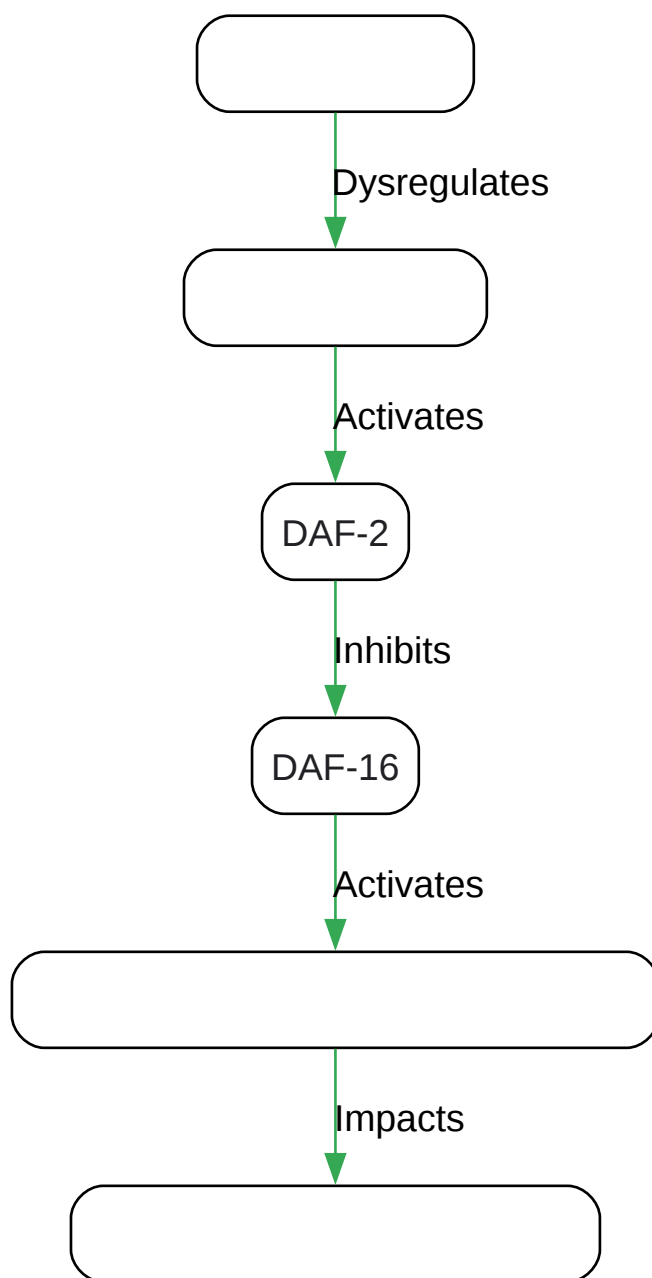 Dysregulates
Activates
DAF-2
Inhibits
DAF-16
Activates
Impacts